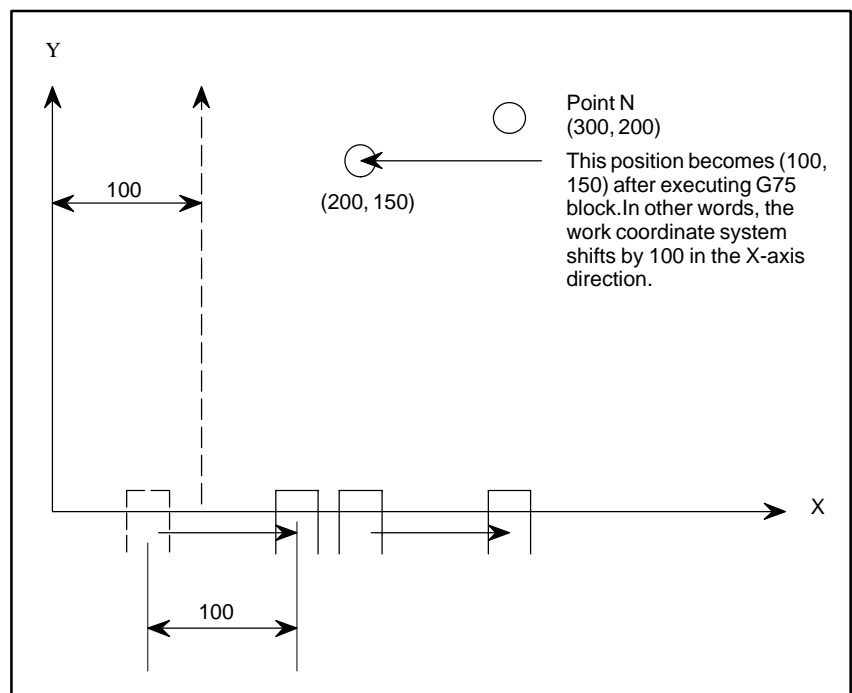 Y
Point N
(300, 200)
This position becomes (100,
150) after executing G75
block.In other words, the
work coordinate system
shifts by 100 in the X-axis
direction.
100
(200, 150)
X
100